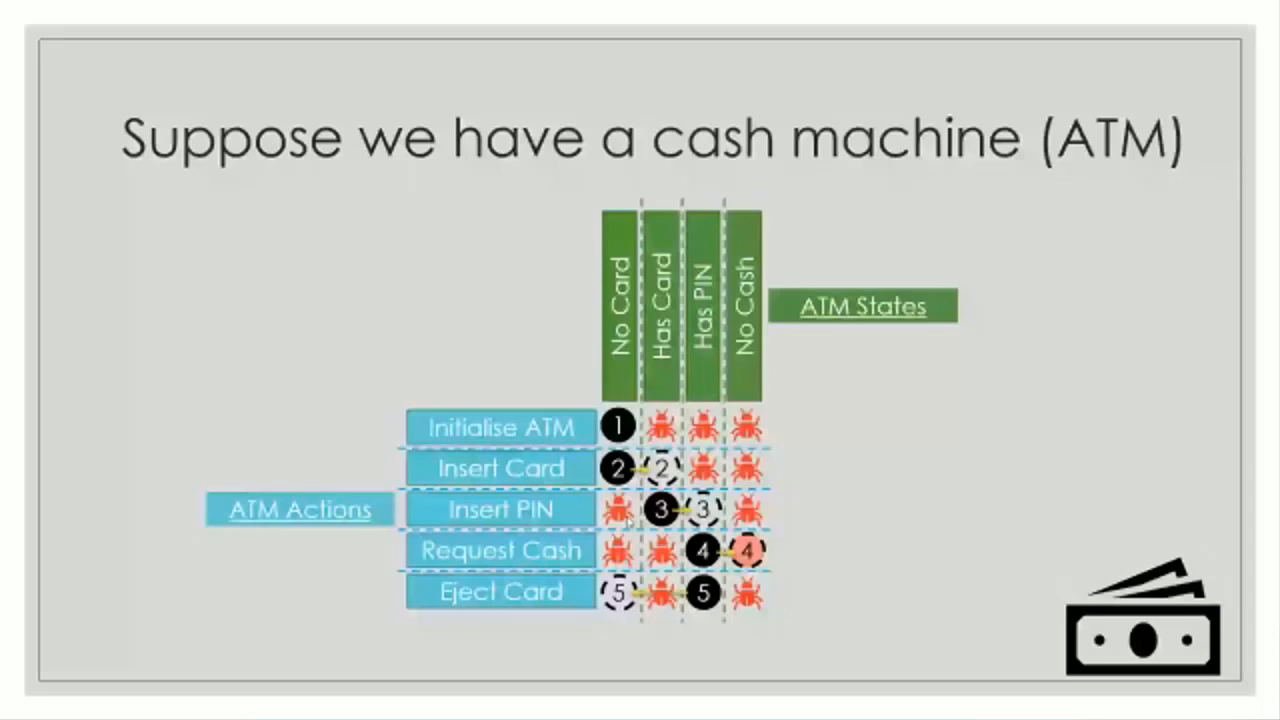 Suppose we have a cash machine (ATM)
No Card
Has Card
Has PIN
No Cash
ATM States
Initialise ATM
1
Insert Card
2 2
ATM Actions
Insert PIN
3 3
Request Cash
4 4
Eject Card
5 5